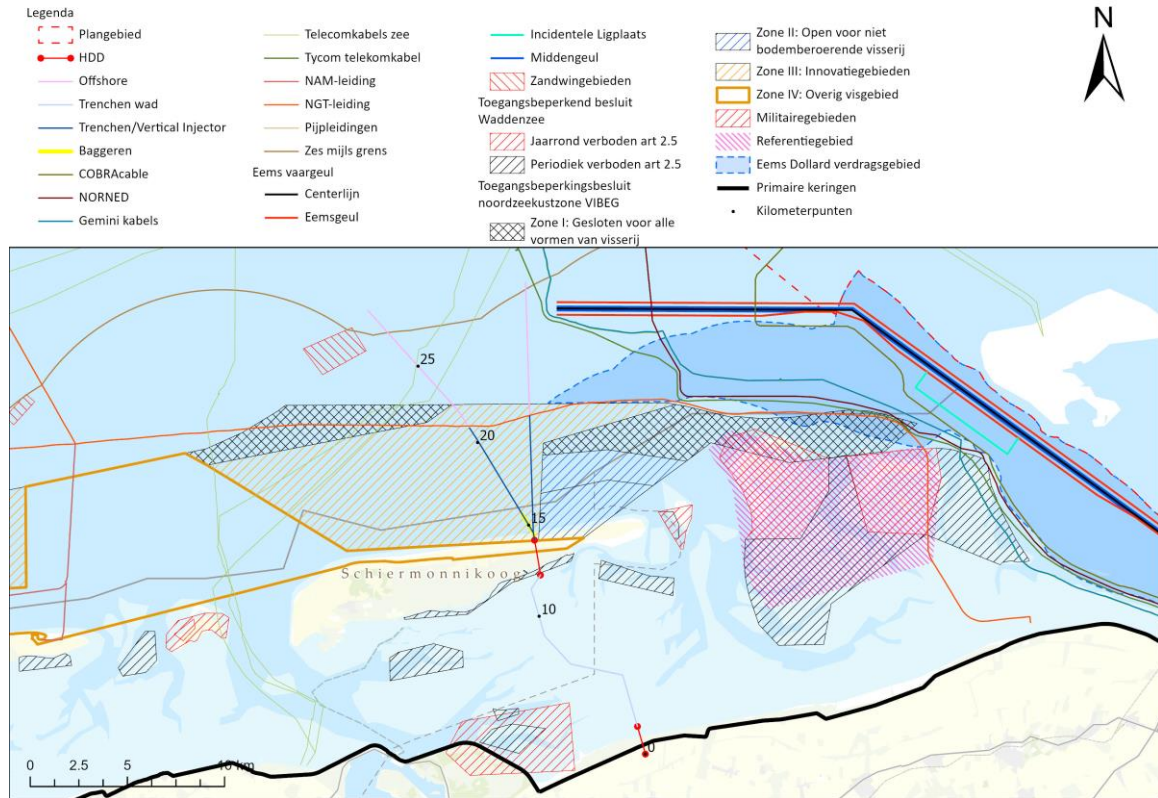 Legenda
Plangebied
HDD
Offshore
Trenchen wad
Trenchen/Vertical Injector
Baggeren
COBRAcable
NORNED
Gemini kabels
Telecomkabels zee
Tycom telekomkabel
NAM-leiding
NGT-leiding
Pijpleidingen
Zes mijls grens
Eems vaargeul
Centerlijn
Eemsgeul
Incidentele Ligplaats
Middengeul
Zandwingebieden
Toegangsbeperkend besluit
Waddenzee
Jaarrond verboden art 2.5
Periodiek verboden art 2.5
Toegangsbeperkingsbesluit
noordzeekustzone VIBEG
Zone I: Gesloten voor alle
vormen van visserij
Zone II: Open voor niet
bodemberoerende visserij
Zone III: Innovatiegebieden
Zone IV: Overig visgebied
Militairegebieden
Referentiegebied
Eems Dollard verdragsgebied
Primaire keringen
Kilometerpunten
N
25
20
15
Schiermonnikoog
10
0
0 2.5 5 10 km